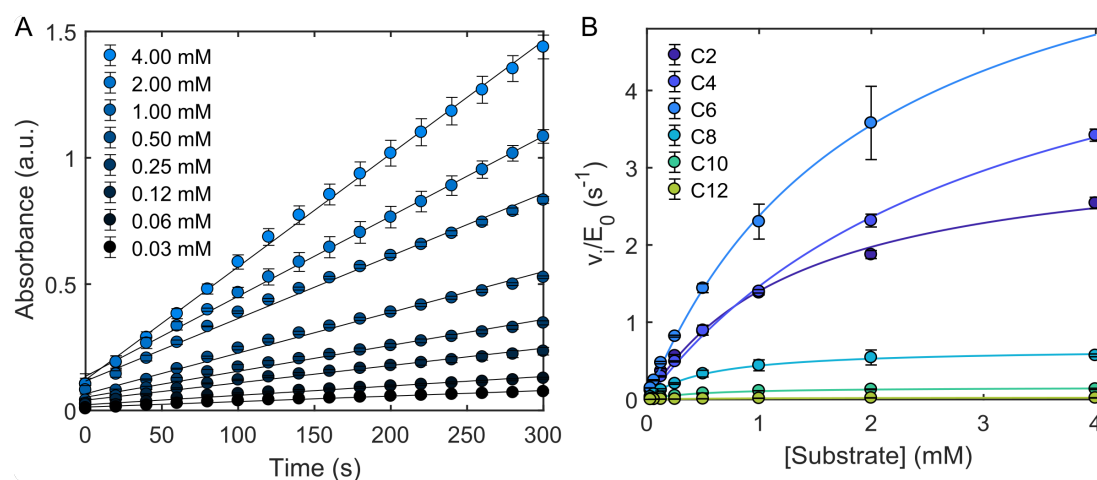 A
1.5
1
0.5
0
Absorbance (a.u.)
4.00 mM
2.00 mM
1.00 mM
0.50 mM
0.25 mM
0.12 mM
0.06 mM
0.03 mM
0 50 100 150 200 250 300
Time (s)
B
4
3
2
1
0
v_i/E_0 (s^-1)
C2
C4
C6
C8
C10
C12
0 1 2 3 4
[Substrate] (mM)